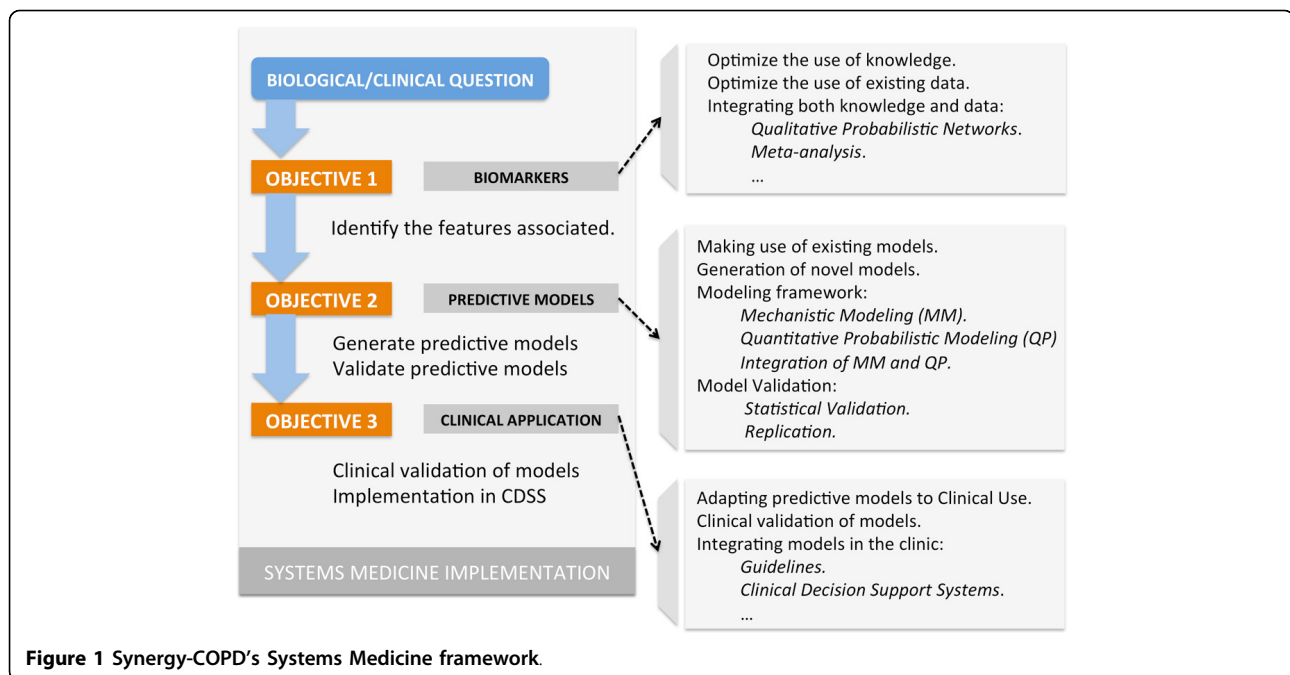 BIOLOGICAL/CLINICAL QUESTION
OBJECTIVE 1
BIOMARKERS
Identify the features associated.
OBJECTIVE 2
PREDICTIVE MODELS
Generate predictive models
Validate predictive models
OBJECTIVE 3
CLINICAL APPLICATION
Clinical validation of models
Implementation in CDSS
SYSTEMS MEDICINE IMPLEMENTATION
Optimize the use of knowledge.
Optimize the use of existing data.
Integrating both knowledge and data:
Qualitative Probabilistic Networks.
Meta-analysis.
...
Making use of existing models.
Generation of novel models.
Modeling framework:
Mechanistic Modeling (MM).
Quantitative Probabilistic Modeling (QP)
Integration of MM and QP.
Model Validation:
Statistical Validation.
Replication.
Adapting predictive models to Clinical Use.
Clinical validation of models.
Integrating models in the clinic:
Guidelines.
Clinical Decision Support Systems.
...
Figure 1 Synergy-COPD's Systems Medicine framework.